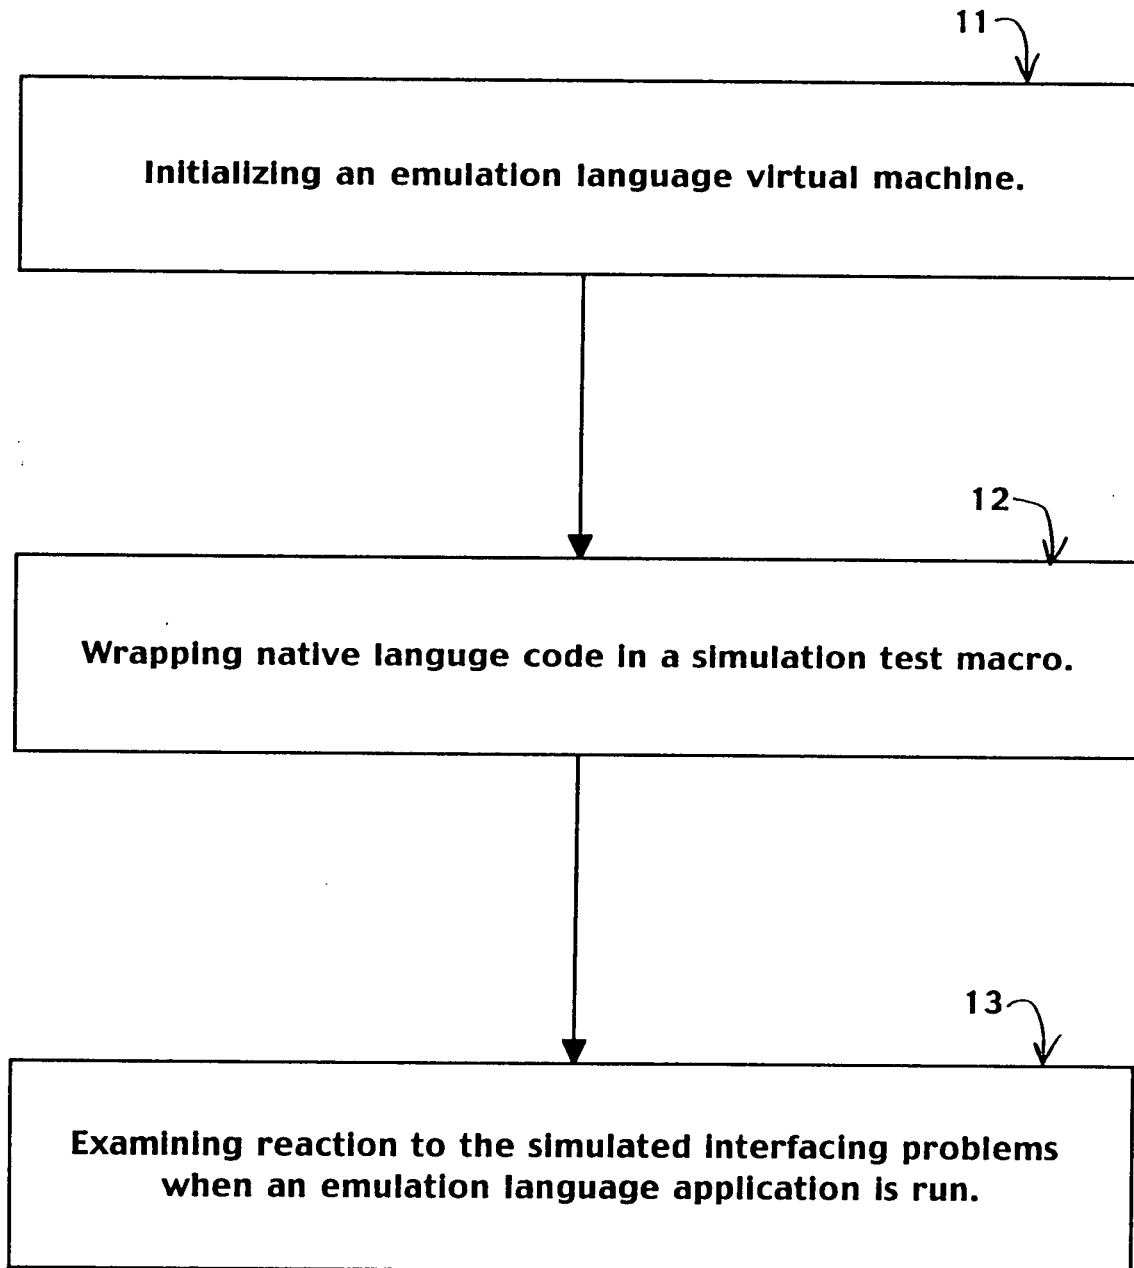 11
Initializing an emulation language virtual machine.
12
Wrapping native languge code in a simulation test macro.
13
Examining reaction to the simulated interfacing problems
when an emulation language application is run.